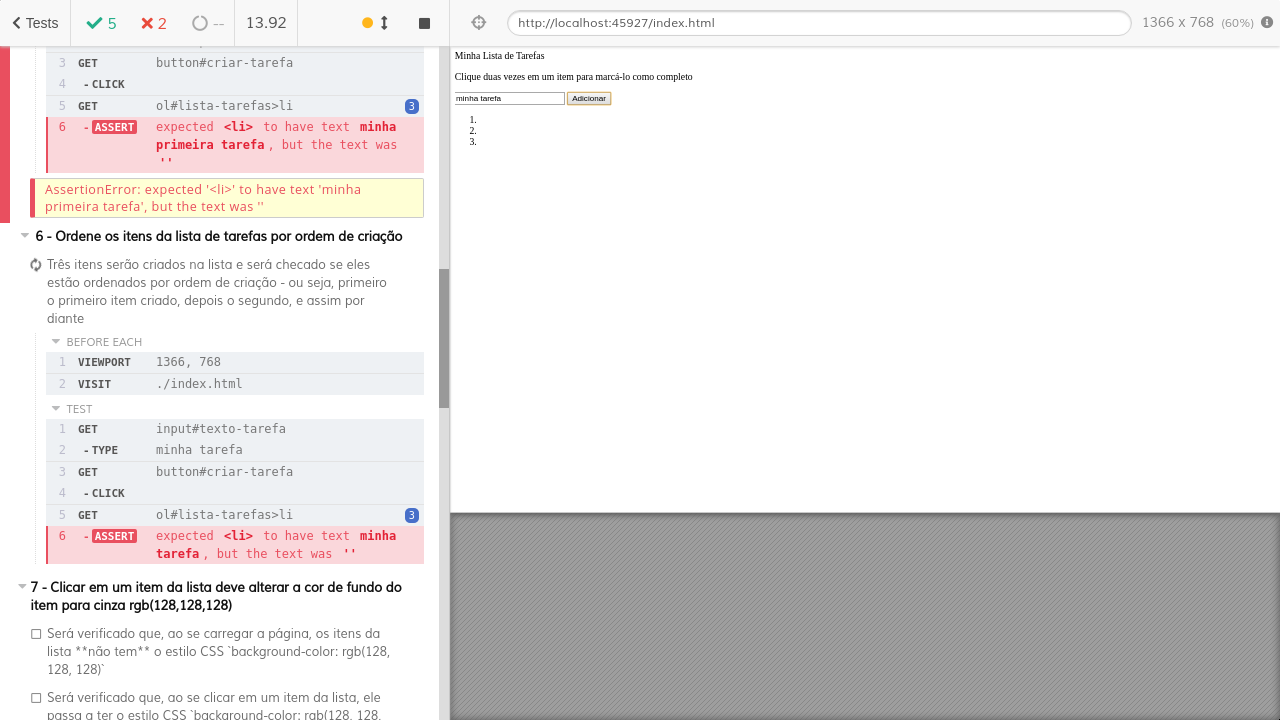 Tests
5
2
--
13.92
http://localhost:45927/index.html
1366 x 768 (60%)
3 GET button#criar-tarefa
4 - CLICK
5 GET ol#lista-tarefas>li 3
6 - ASSERT expected <li> to have text minha
primeira tarefa, but the text was
''
AssertionError: expected '<li>' to have text 'minha
primeira tarefa', but the text was ''
6 - Ordene os itens da lista de tarefas por ordem de criação
Três itens serão criados na lista e será checado se eles
estão ordenados por ordem de criação - ou seja, primeiro
o primeiro item criado, depois o segundo, e assim por
diante
BEFORE EACH
1 VIEWPORT 1366, 768
2 VISIT ./index.html
TEST
1 GET input#texto-tarefa
2 - TYPE minha tarefa
3 GET button#criar-tarefa
4 - CLICK
5 GET ol#lista-tarefas>li 3
6 - ASSERT expected <li> to have text minha
tarefa, but the text was ''
7 - Clicar em um item da lista deve alterar a cor de fundo do
item para cinza rgb(128,128,128)
Será verificado que, ao se carregar a página, os itens da
lista **não tem** o estilo CSS `background-color: rgb(128,
128, 128)`
Será verificado que, ao se clicar em um item da lista, ele
passa a ter o estilo CSS `background-color: rgb(128, 128,
Minha Lista de Tarefas
Clique duas vezes em um item para marcá-lo como completo
minha tarefa Adicionar
1.
2.
3.